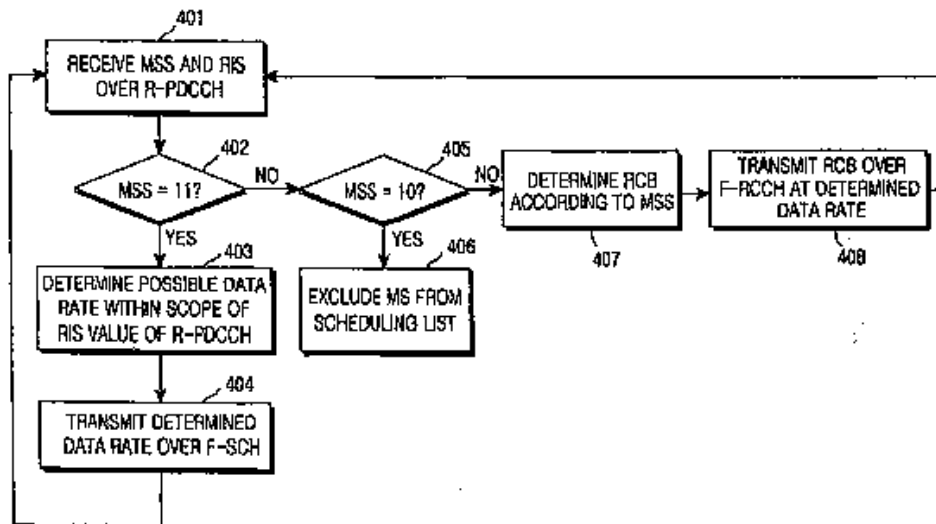 401
RECEIVE MSS AND RIS
OVER R-PDCCH
402
MSS = 11?
NO
YES
405
MSS = 10?
NO
YES
DETERMINE RCB
ACCORDING TO MSS
407
TRANSMIT RCB OVER
F-RCCH AT DETERMINED
DATA RATE
408
403
DETERMINE POSSIBLE DATA
RATE WITHIN SCOPE OF
RIS VALUE OF R-PDCCH
406
EXCLUDE MS FROM
SCHEDULING LIST
404
TRANSMIT DETERMINED
DATA RATE OVER F-SCH